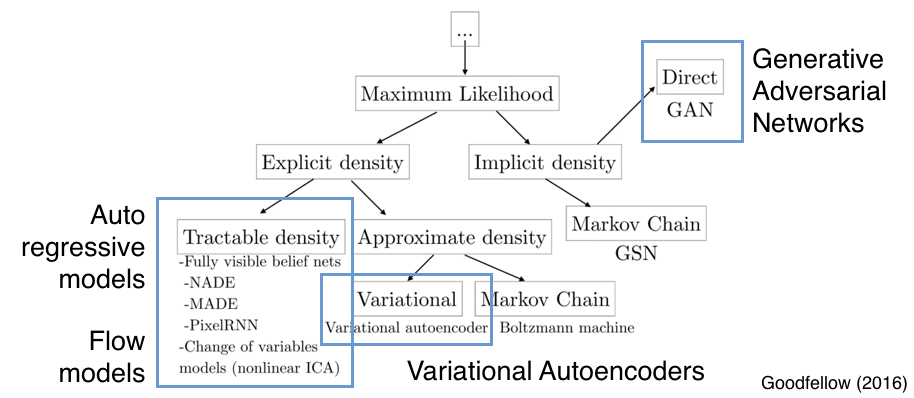 ...
Maximum Likelihood
Explicit density
Implicit density
Direct
GAN
Generative
Adversarial
Networks
Markov Chain
GSN
Auto
regressive
models
Flow
models
Tractable density
-Fully visible belief nets
-NADE
-MADE
-PixelRNN
-Change of variables
models (nonlinear ICA)
Approximate density
Variational
Variational autoencoder
Markov Chain
Boltzmann machine
Variational Autoencoders
Goodfellow (2016)